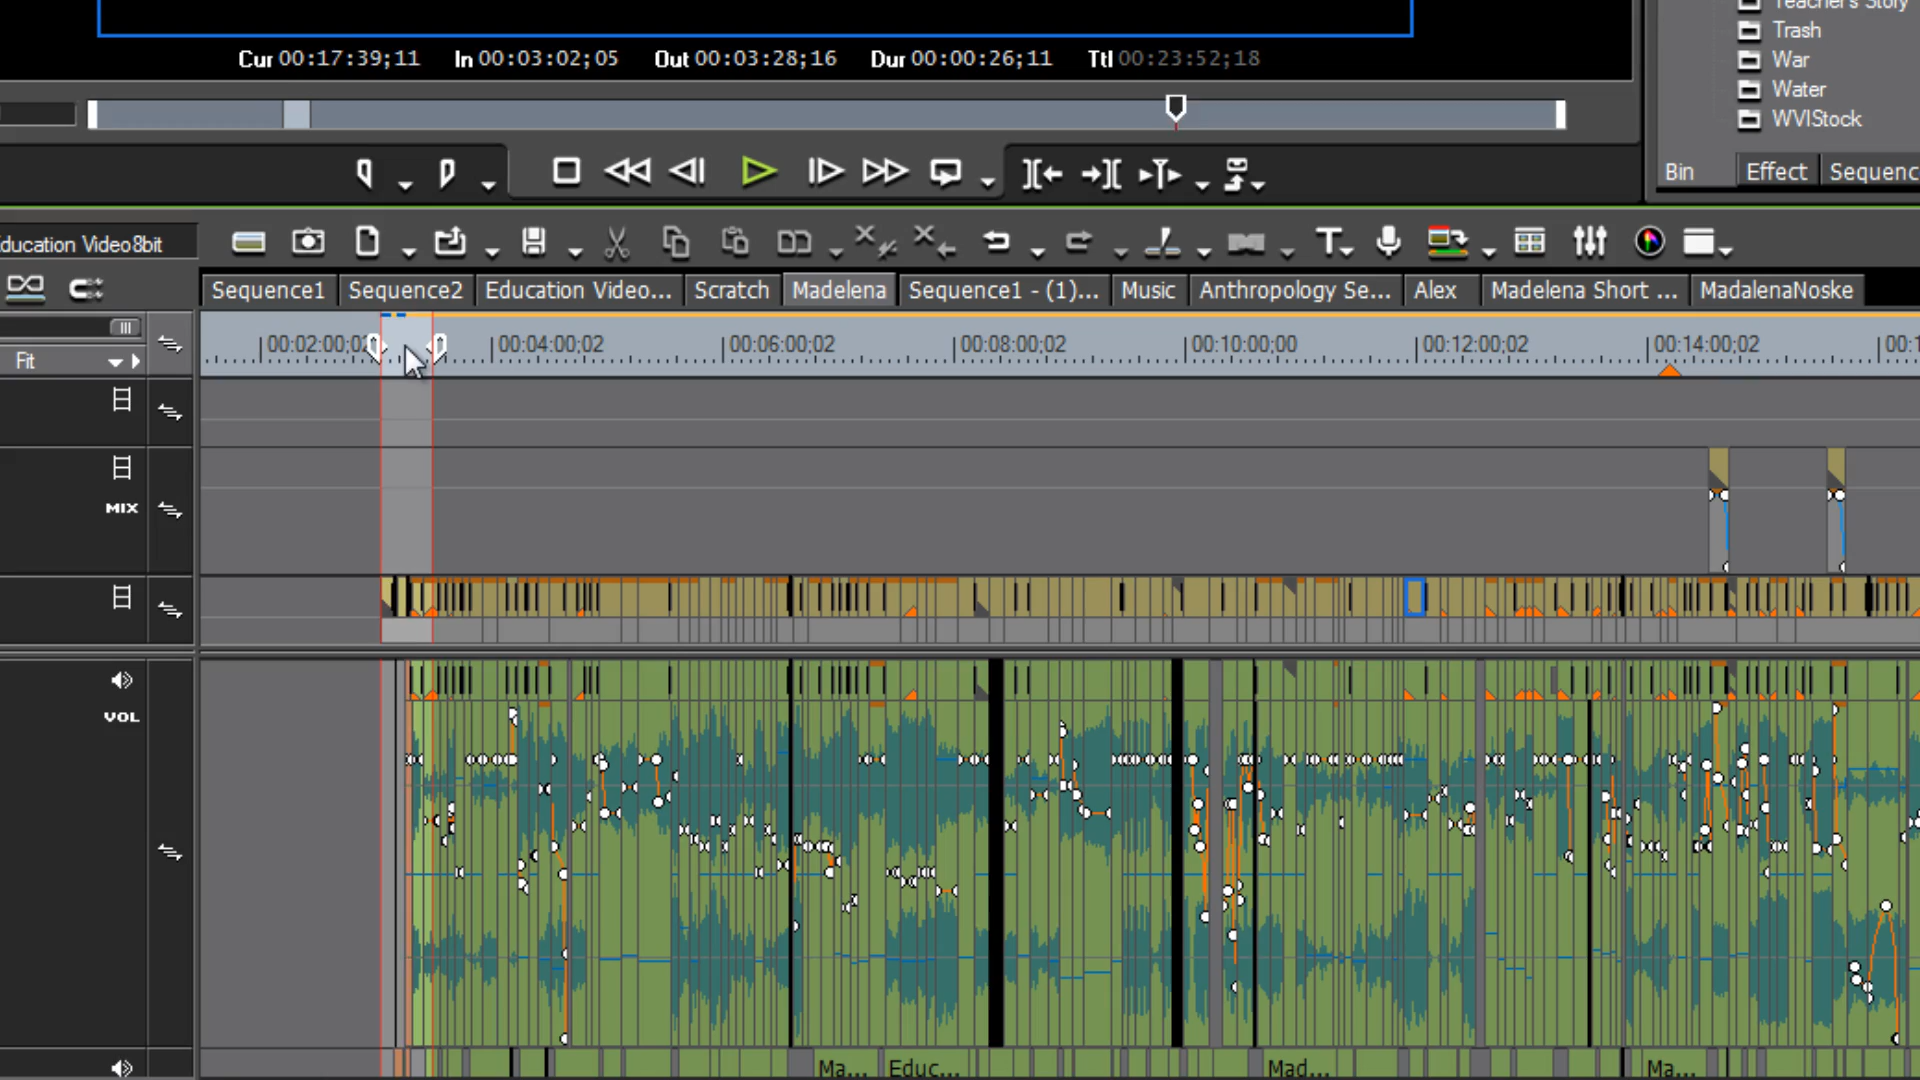 Teacher's Story
Trash
War
Water
WVIStock
Cur 00:17:39;11 In 00:03:02;05 Out 00:03:28;16 Dur 00:00:26;11 Ttl 00:23:52;18
Bin Effect Sequenc
ducation Video8bit
Sequence1 Sequence2 Education Video... Scratch Madelena Sequence1 - (1)... Music Anthropology Se... Alex Madelena Short ... MadalenaNoske
00:02:00;0 00:04:00;02 00:06:00;02 00:08:00;02 00:10:00;00 00:12:00;02 00:14:00;02 00:1
Fit
MIX
VOL
Ma... Educ... Mad... Ma...